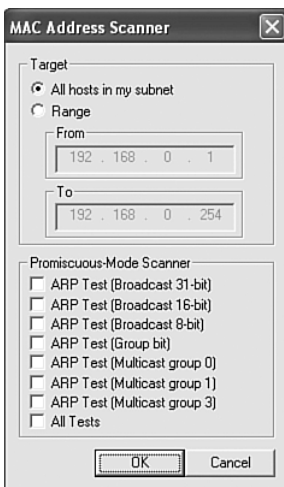 MAC Address Scanner
Target
All hosts in my subnet
Range
From
192 . 168 . 0 . 1
To
192 . 168 . 0 . 254
Promiscuous-Mode Scanner
ARP Test (Broadcast 31-bit)
ARP Test (Broadcast 16-bit)
ARP Test (Broadcast 8-bit)
ARP Test (Group bit)
ARP Test (Multicast group 0)
ARP Test (Multicast group 1)
ARP Test (Multicast group 3)
All Tests
OK Cancel